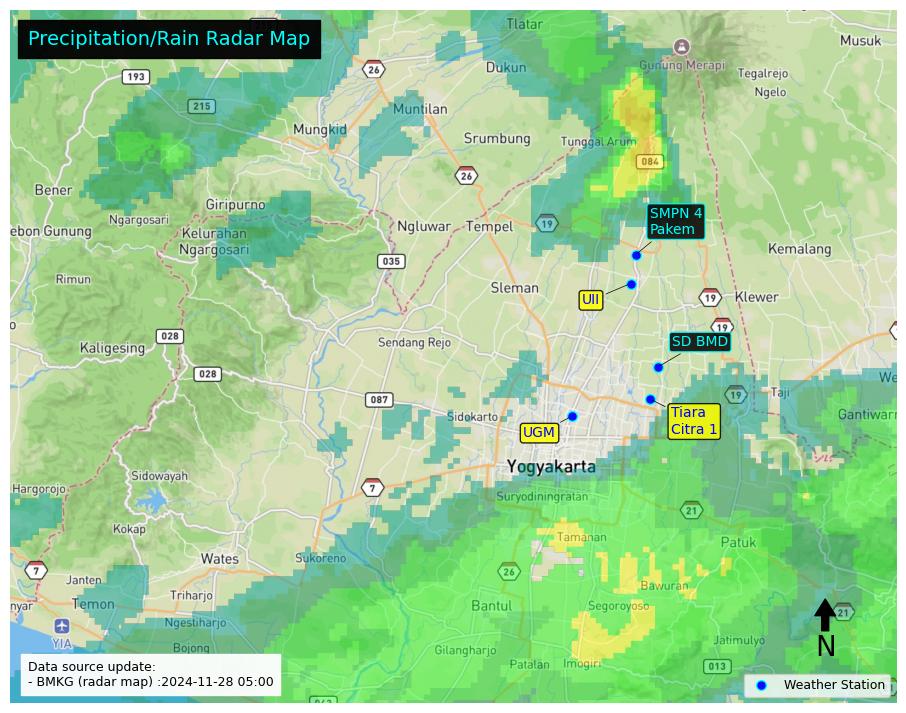 Precipitation/Rain Radar Map
Tlatar
Musuk
26
193
Dukun
Gunung Merapi
Tegalrejo
Ngelo
215
Muntilan
Mungkid
Srumbung
Tunggal Arum
084
26
Bener
Giripurno
SMPN 4
Pakem
Ngargosari
ebon Gunung
Kelurahan
Ngargosari
Ngluwar
Tempel
19
Kemalang
035
Rimun
Sleman
UII
19
Klewer
19
028
Sendang Rejo
SD BMD
Kaligesing
028
087
Sidokarto
19
Taji
We
Tiara
Citra 1
Gantiwarn
UGM
Yogyakarta
Sidowayah
Hargorojo
7
Suryodiningratan
21
Kokap
Tamanan
Patuk
Wates
Sukoreno
7
Janten
26
Bawuran
Temon
Triharjo
Bantul
Segoroyoso
21
nyar
Ngestiharjo
YIA
Bojong
Gilangharjo
Jatimulyo
N
Patalan
Imogiri
013
Data source update:
- BMKG (radar map) :2024-11-28 05:00
Weather Station